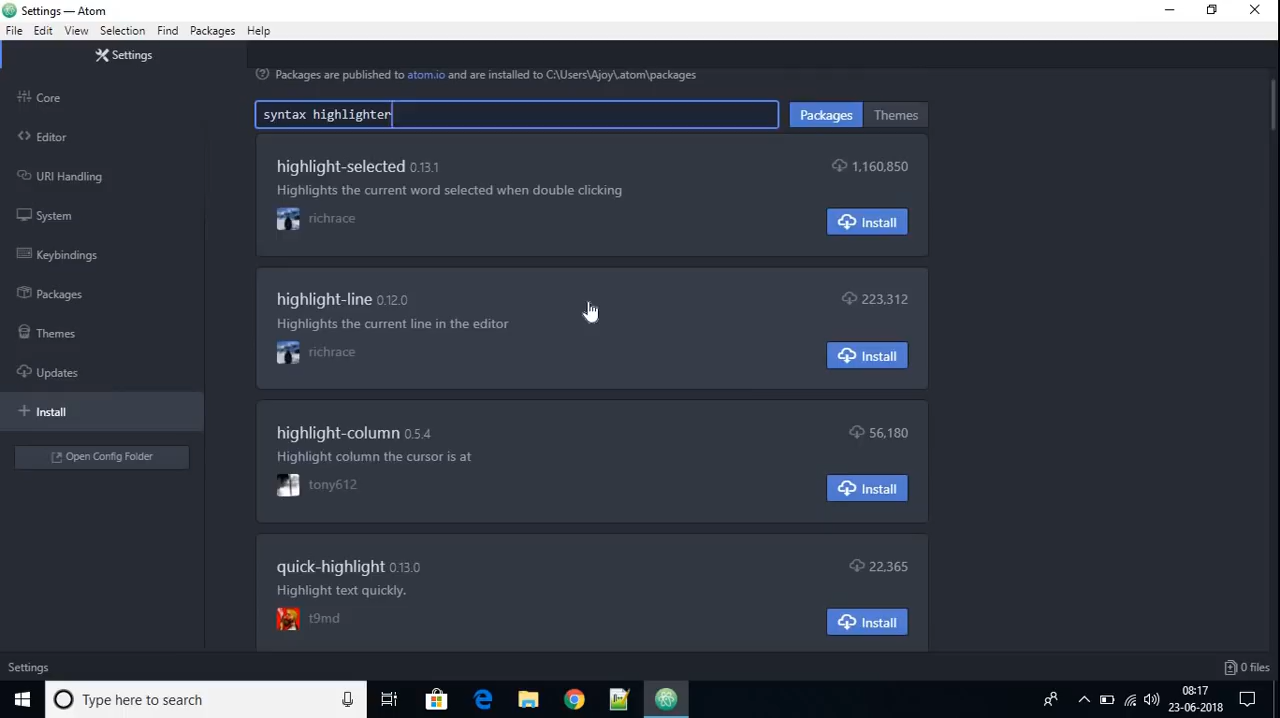 Settings — Atom
File Edit View Selection Find Packages Help
Settings
Core
Editor
URI Handling
System
Keybindings
Packages
Themes
Updates
Install
Open Config Folder
Packages are published to atom.io and are installed to C:\Users\Ajoy\.atom\packages
syntax highlighter
Packages Themes
highlight-selected 0.13.1 1,160,850
Highlights the current word selected when double clicking
richrace Install
highlight-line 0.12.0 223,312
Highlights the current line in the editor
richrace Install
highlight-column 0.5.4 56,180
Highlight column the cursor is at
tony612 Install
quick-highlight 0.13.0 22,365
Highlight text quickly.
t9md Install
Settings 0 files
Type here to search
08:17
23-06-2018